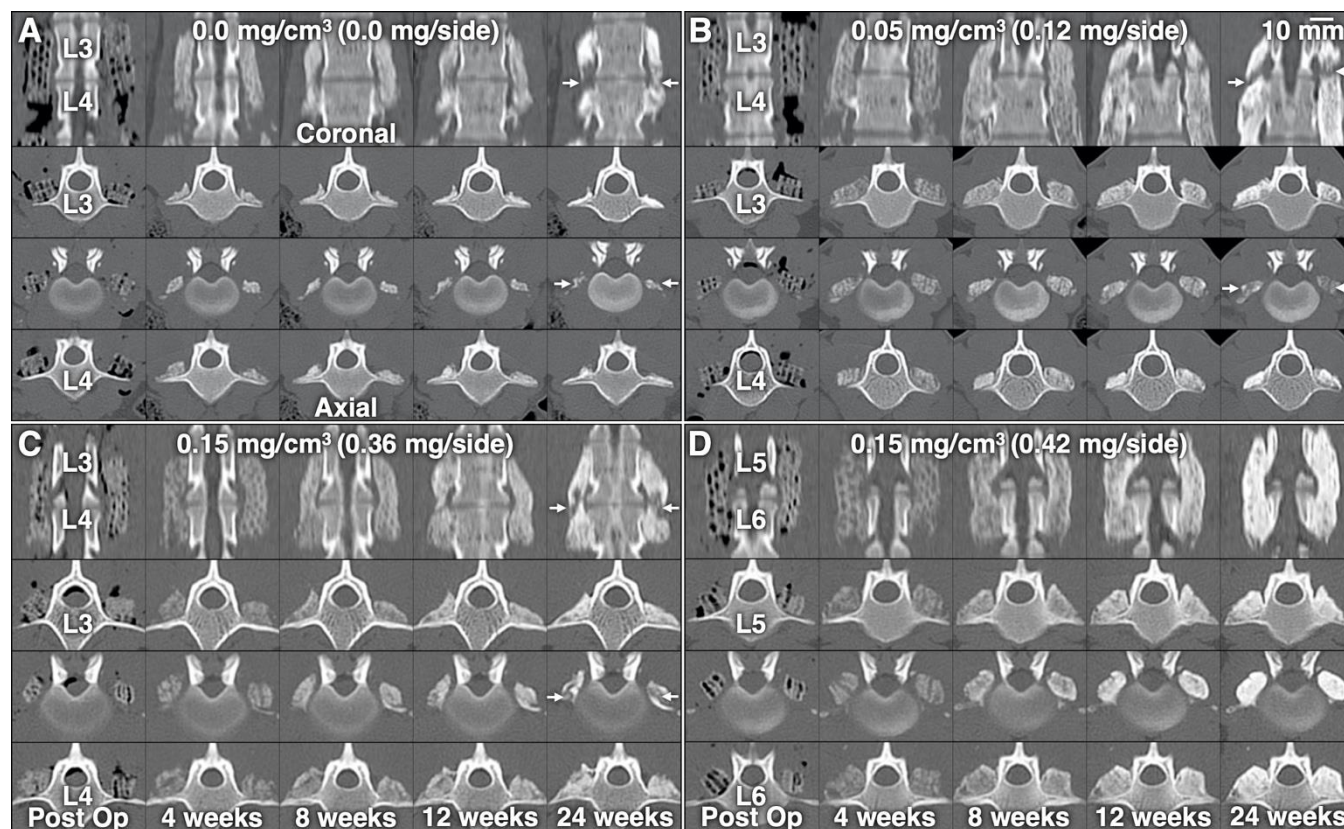 A 0.0 mg/cm³ (0.0 mg/side)
L3
L4
Coronal
L3
L4
Axial
B 0.05 mg/cm³ (0.12 mg/side) 10 mm
L3
L4
L3
L4
C 0.15 mg/cm³ (0.36 mg/side)
L3
L4
L3
L4
Post Op 4 weeks 8 weeks 12 weeks 24 weeks
D 0.15 mg/cm³ (0.42 mg/side)
L5
L6
L5
L6
Post Op 4 weeks 8 weeks 12 weeks 24 weeks